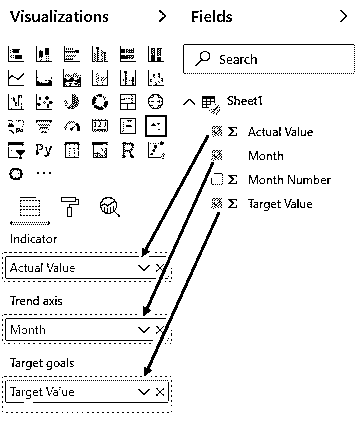 Visualizations
Fields
Search
Sheet1
Σ Actual Value
Month
Σ Month Number
Σ Target Value
123
Py
R
...
Indicator
Actual Value
Trend axis
Month
Target goals
Target Value